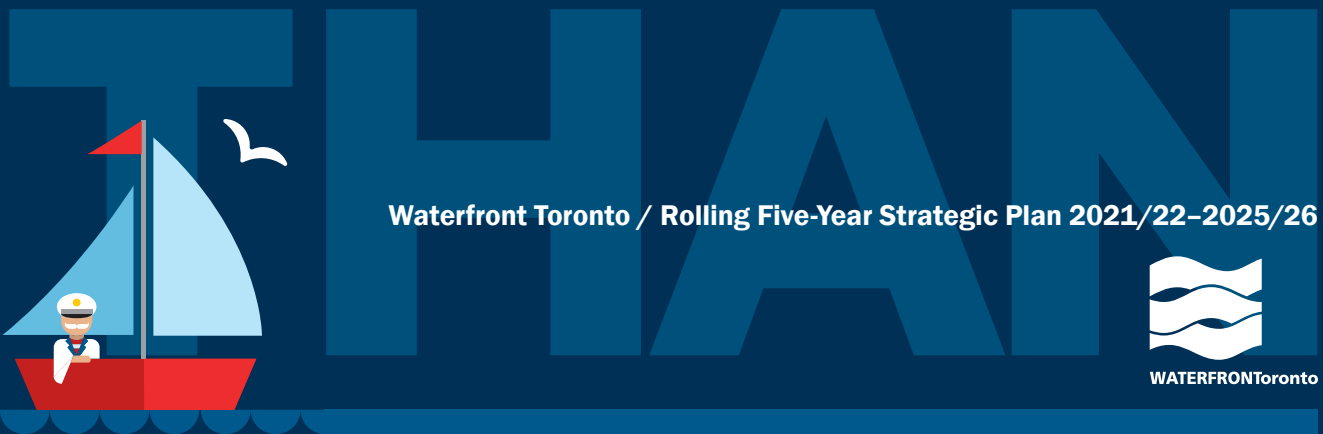 THAN
Waterfront Toronto / Rolling Five-Year Strategic Plan 2021/22–2025/26
WATERFRONToronto